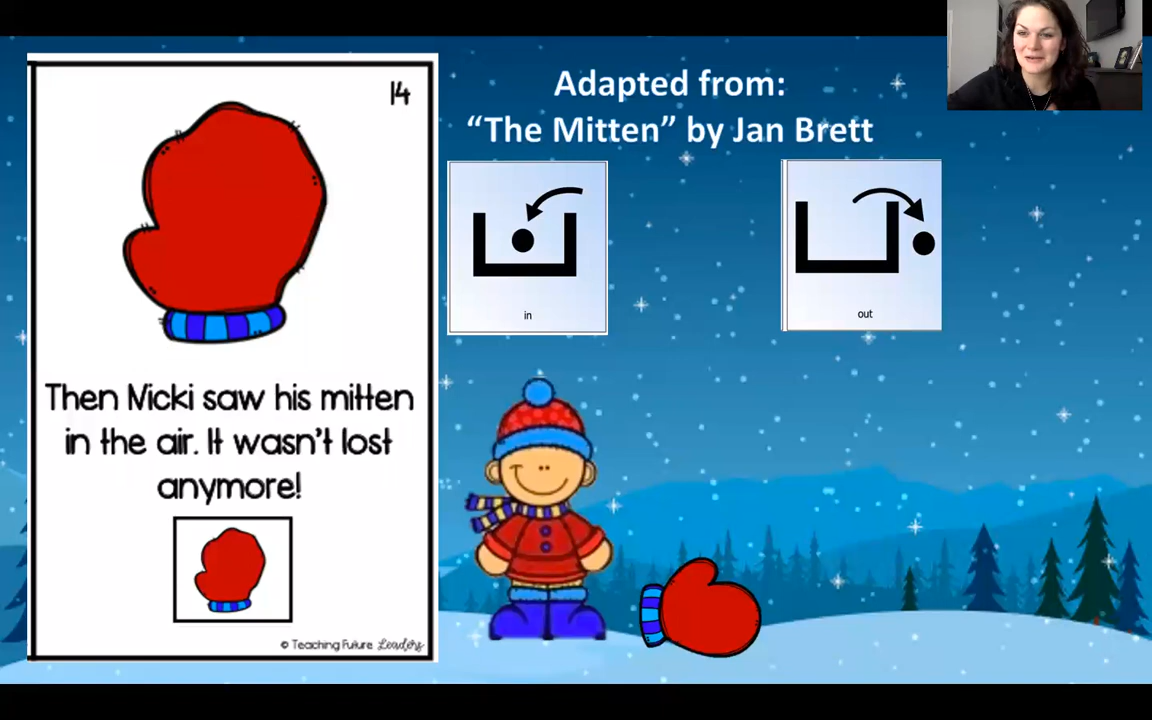 14
Then Nicki saw his mitten
in the air. It wasn't lost
anymore!
© Teaching Future Leaders
Adapted from:
“The Mitten” by Jan Brett
in
out